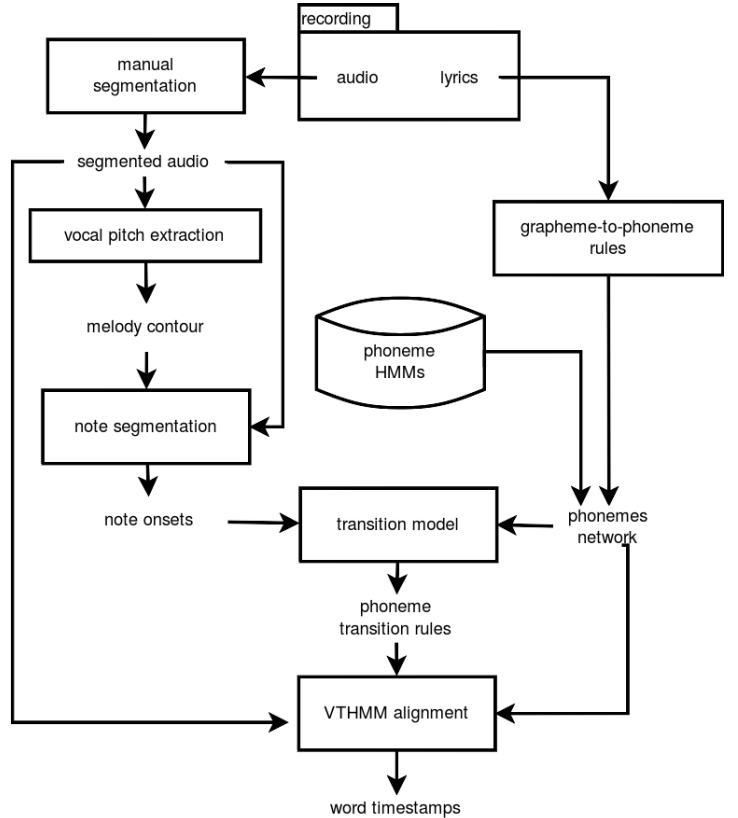 recording
manual
segmentation
audio
lyrics
segmented audio
vocal pitch extraction
grapheme-to-phoneme
rules
melody contour
phoneme
HMMs
note segmentation
note onsets
transition model
phonemes
network
phoneme
transition rules
VTHMM alignment
word timestamps